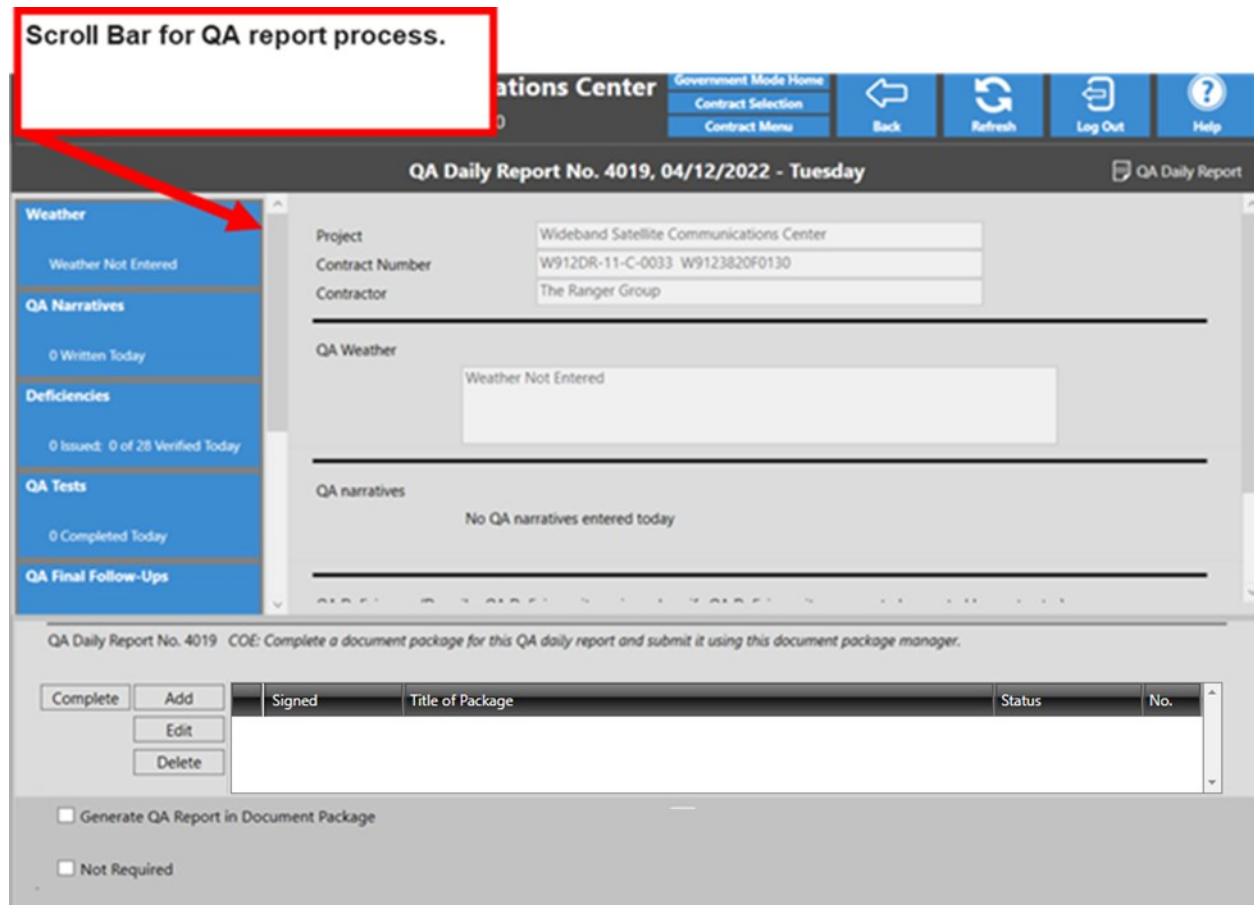 Scroll Bar for QA report process.
ations Center
0
Government Mode Home
Contract Selection
Contract Menu
Back
Refresh
Log Out
Help
QA Daily Report No. 4019, 04/12/2022 - Tuesday
QA Daily Report
Weather
Weather Not Entered
QA Narratives
0 Written Today
Deficiencies
0 Issued: 0 of 28 Verified Today
QA Tests
0 Completed Today
QA Final Follow-Ups
Project
Wideband Satellite Communications Center
Contract Number
W912DR-11-C-0033 W9123820F0130
Contractor
The Ranger Group
QA Weather
Weather Not Entered
QA narratives
No QA narratives entered today
QA Daily Report No. 4019 COE: Complete a document package for this QA daily report and submit it using this document package manager.
Complete
Add
Edit
Delete
Signed
Title of Package
Status
No.
Generate QA Report in Document Package
Not Required